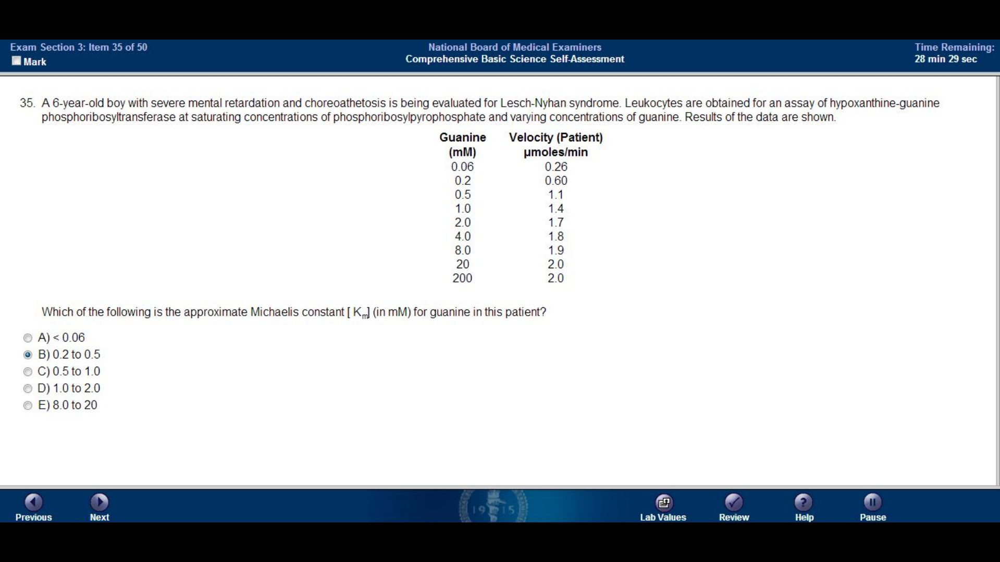 Exam Section 3: Item 35 of 50
Mark
National Board of Medical Examiners
Comprehensive Basic Science Self-Assessment
Time Remaining:
28 min 29 sec
35. A 6-year-old boy with severe mental retardation and choreoathetosis is being evaluated for Lesch-Nyhan syndrome. Leukocytes are obtained for an assay of hypoxanthine-guanine
phosphoribosyltransferase at saturating concentrations of phosphoribosylpyrophosphate and varying concentrations of guanine. Results of the data are shown.
Guanine Velocity (Patient)
(mM) µmoles/min
0.06 0.26
0.2 0.60
0.5 1.1
1.0 1.4
2.0 1.7
4.0 1.8
8.0 1.9
20 2.0
200 2.0
Which of the following is the approximate Michaelis constant [ Km] (in mM) for guanine in this patient?
A) < 0.06
B) 0.2 to 0.5
C) 0.5 to 1.0
D) 1.0 to 2.0
E) 8.0 to 20
1915
Previous
Next
Lab Values
Review
Help
Pause